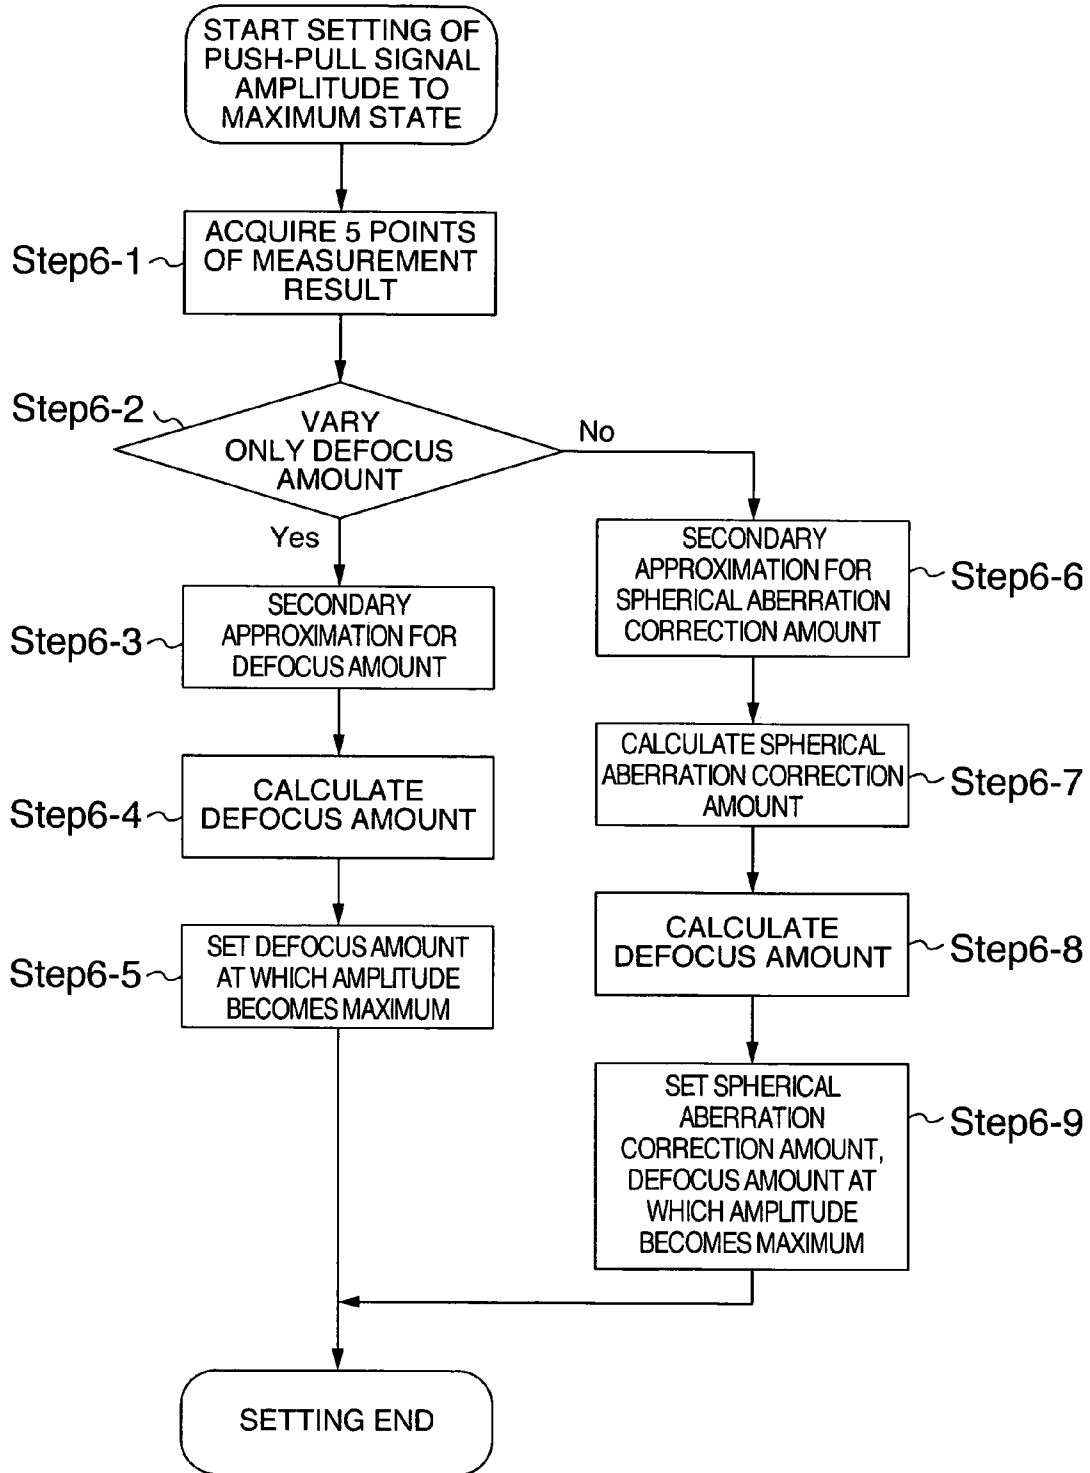 START SETTING OF
PUSH-PULL SIGNAL
AMPLITUDE TO
MAXIMUM STATE
Step6-1
ACQUIRE 5 POINTS
OF MEASUREMENT
RESULT
Step6-2
VARY
ONLY DEFOCUS
AMOUNT
No
Yes
Step6-3
SECONDARY
APPROXIMATION FOR
DEFOCUS AMOUNT
Step6-4
CALCULATE
DEFOCUS AMOUNT
Step6-5
SET DEFOCUS AMOUNT
AT WHICH AMPLITUDE
BECOMES MAXIMUM
SECONDARY
APPROXIMATION FOR
SPHERICAL ABERRATION
CORRECTION AMOUNT
Step6-6
CALCULATE SPHERICAL
ABERRATION CORRECTION
AMOUNT
Step6-7
CALCULATE
DEFOCUS AMOUNT
Step6-8
SET SPHERICAL
ABERRATION
CORRECTION AMOUNT,
DEFOCUS AMOUNT AT
WHICH AMPLITUDE
BECOMES MAXIMUM
Step6-9
SETTING END